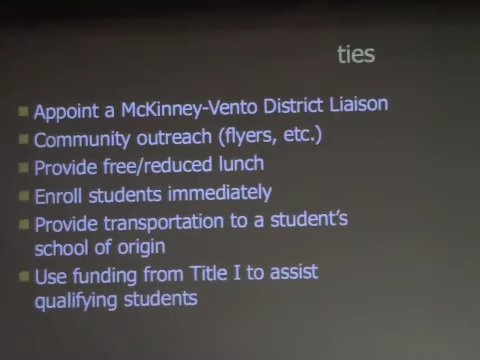 ties
Appoint a McKinney-Vento District Liaison
Community outreach (flyers, etc.)
Provide free/reduced lunch
Enroll students immediately
Provide transportation to a student's
school of origin
Use funding from Title I to assist
qualifying students